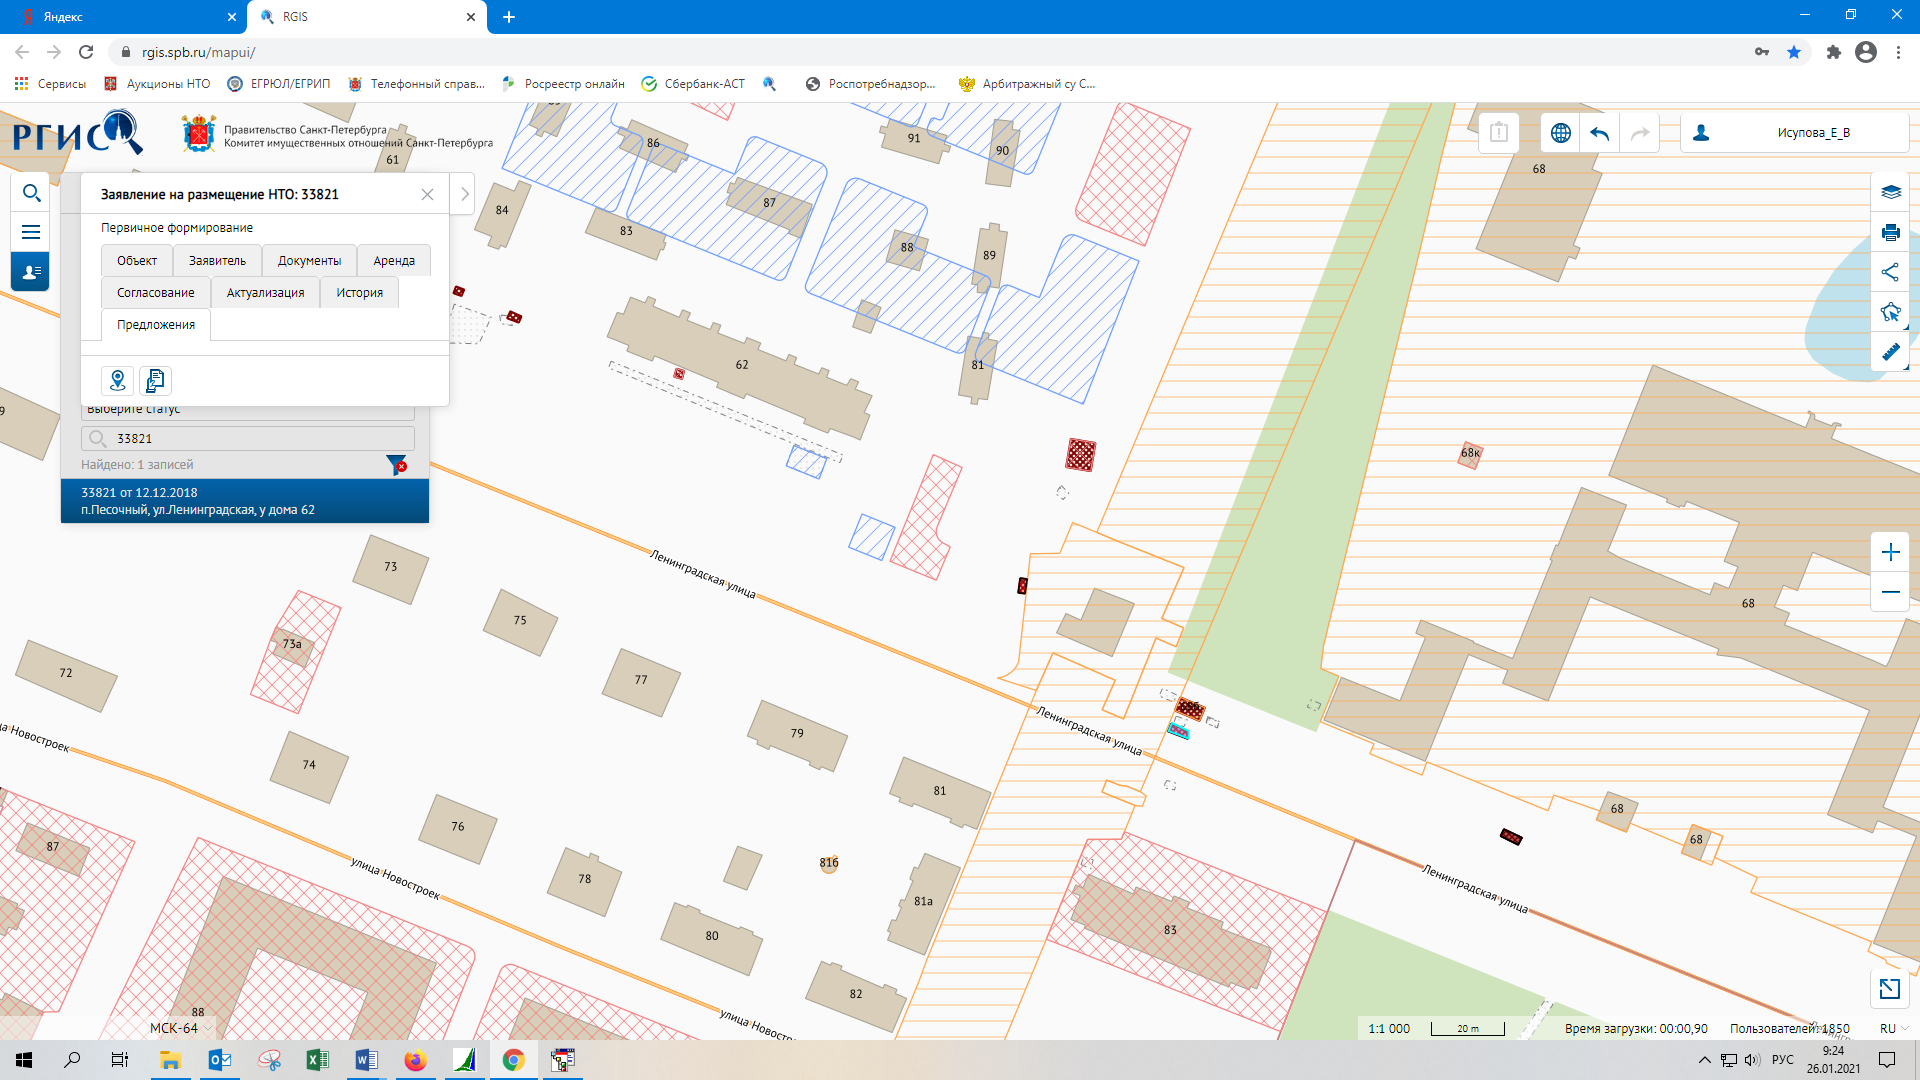 Яндекс
RGIS
rgis.spb.ru/mapui/
Сервисы
Аукционы НТО
ЕГРЮЛ/ЕГРИП
Телефонный справ...
Росреестр онлайн
Сбербанк-АСТ
Роспотребнадзор...
Арбитражный су С...
РГИС
Правительство Санкт-Петербурга
Комитет имущественных отношений Санкт-Петербурга
Исупова_Е_В
Заявление на размещение НТО: 33821
Первичное формирование
Объект
Заявитель
Документы
Аренда
Согласование
Актуализация
История
Предложения
Выберите статус
33821
Найдено: 1 записей
33821 от 12.12.2018
п.Песочный, ул.Ленинградская, у дома 62
61
86
91
90
84
83
87
88
89
68
62
81
68к
Ленинградская улица
73
75
73а
72
77
68
79
Ленинградская улица
74
81
76
81б
87
улица Новостроек
78
81а
68
68
Ленинградская улица
80
83
82
88
МСК-64
1:1 000
20 m
Время загрузки: 00:00,90
Пользователей: 1850
RU
РУС
9:24
26.01.2021